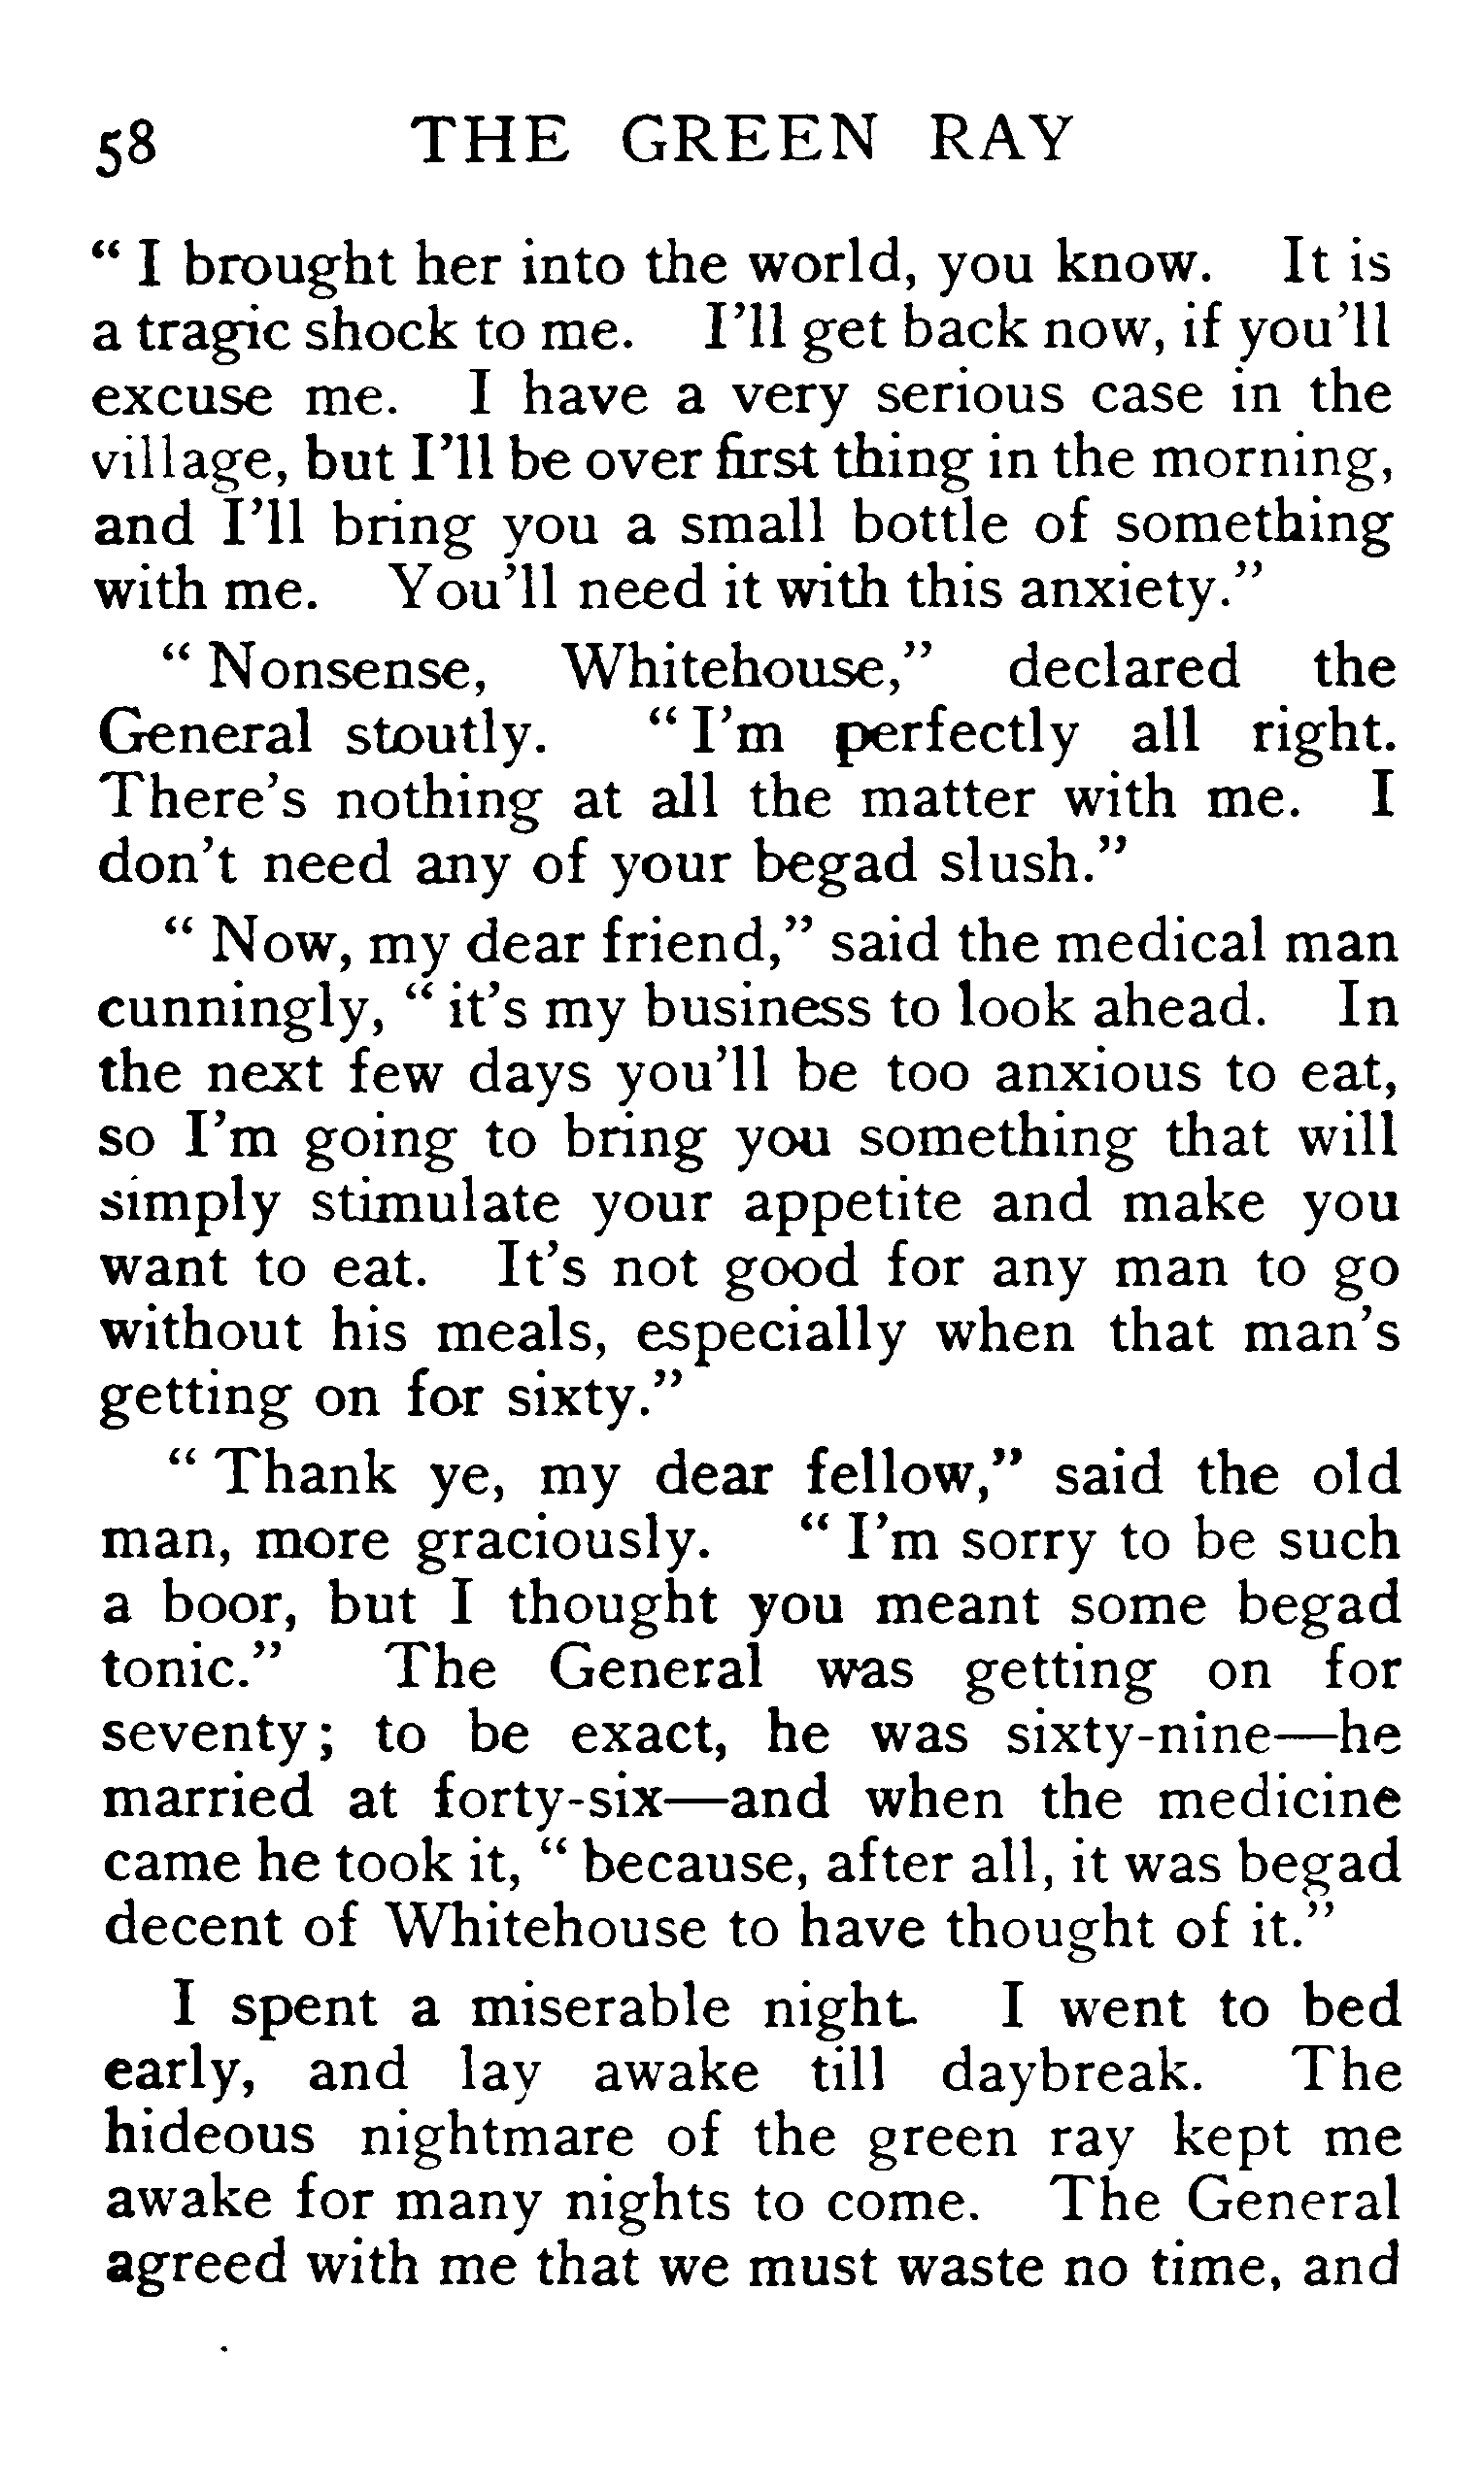 58 THE GREEN RAY
“ I brought her into the world, you know. It is
a tragic shock to me. I’ll get back now, if you’ll
excuse me. I have a very serious case in the
village, but I’ll be over first thing in the morning,
and I’ll bring you a small bottle of something
with me. You’ll need it with this anxiety.”
“ Nonsense, Whitehouse,” declared the
General stoutly. “ I’m perfectly all right.
There’s nothing at all the matter with me. I
don’t need any of your begad slush.”
“ Now, my dear friend,” said the medical man
cunningly, “ it’s my business to look ahead. In
the next few days you’ll be too anxious to eat,
so I’m going to bring you something that will
simply stimulate your appetite and make you
want to eat. It’s not good for any man to go
without his meals, especially when that man’s
getting on for sixty.”
“ Thank ye, my dear fellow,” said the old
man, more graciously. “ I’m sorry to be such
a boor, but I thought you meant some begad
tonic.” The General was getting on for
seventy ; to be exact, he was sixty-nine—he
married at forty-six—and when the medicine
came he took it, “ because, after all, it was begad
decent of Whitehouse to have thought of it.”
I spent a miserable night. I went to bed
early, and lay awake till daybreak. The
hideous nightmare of the green ray kept me
awake for many nights to come. The General
agreed with me that we must waste no time, and